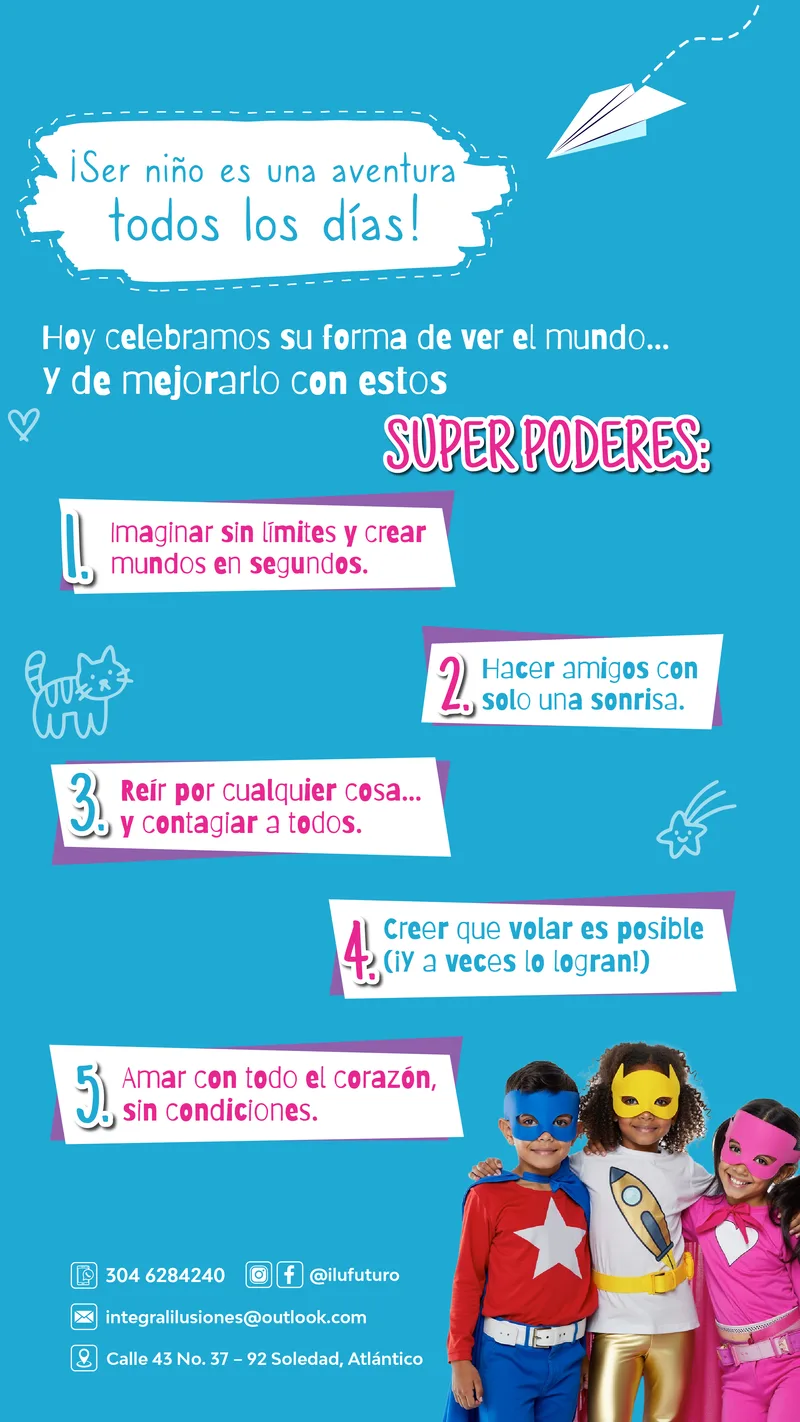 ¡Ser niño es una aventura
todos los días!
Hoy celebramos su forma de ver el mundo...
Y de mejorarlo con estos
SUPER PODERES:
1. Imaginar sin límites y crear
mundos en segundos.
2. Hacer amigos con
solo una sonrisa.
3. Reír por cualquier cosa...
y contagiar a todos.
4. Creer que volar es posible
(¡Y a veces lo logran!)
5. Amar con todo el corazón,
sin condiciones.
304 6284240 @ilufuturo
integralilusiones@outlook.com
Calle 43 No. 37 – 92 Soledad, Atlántico